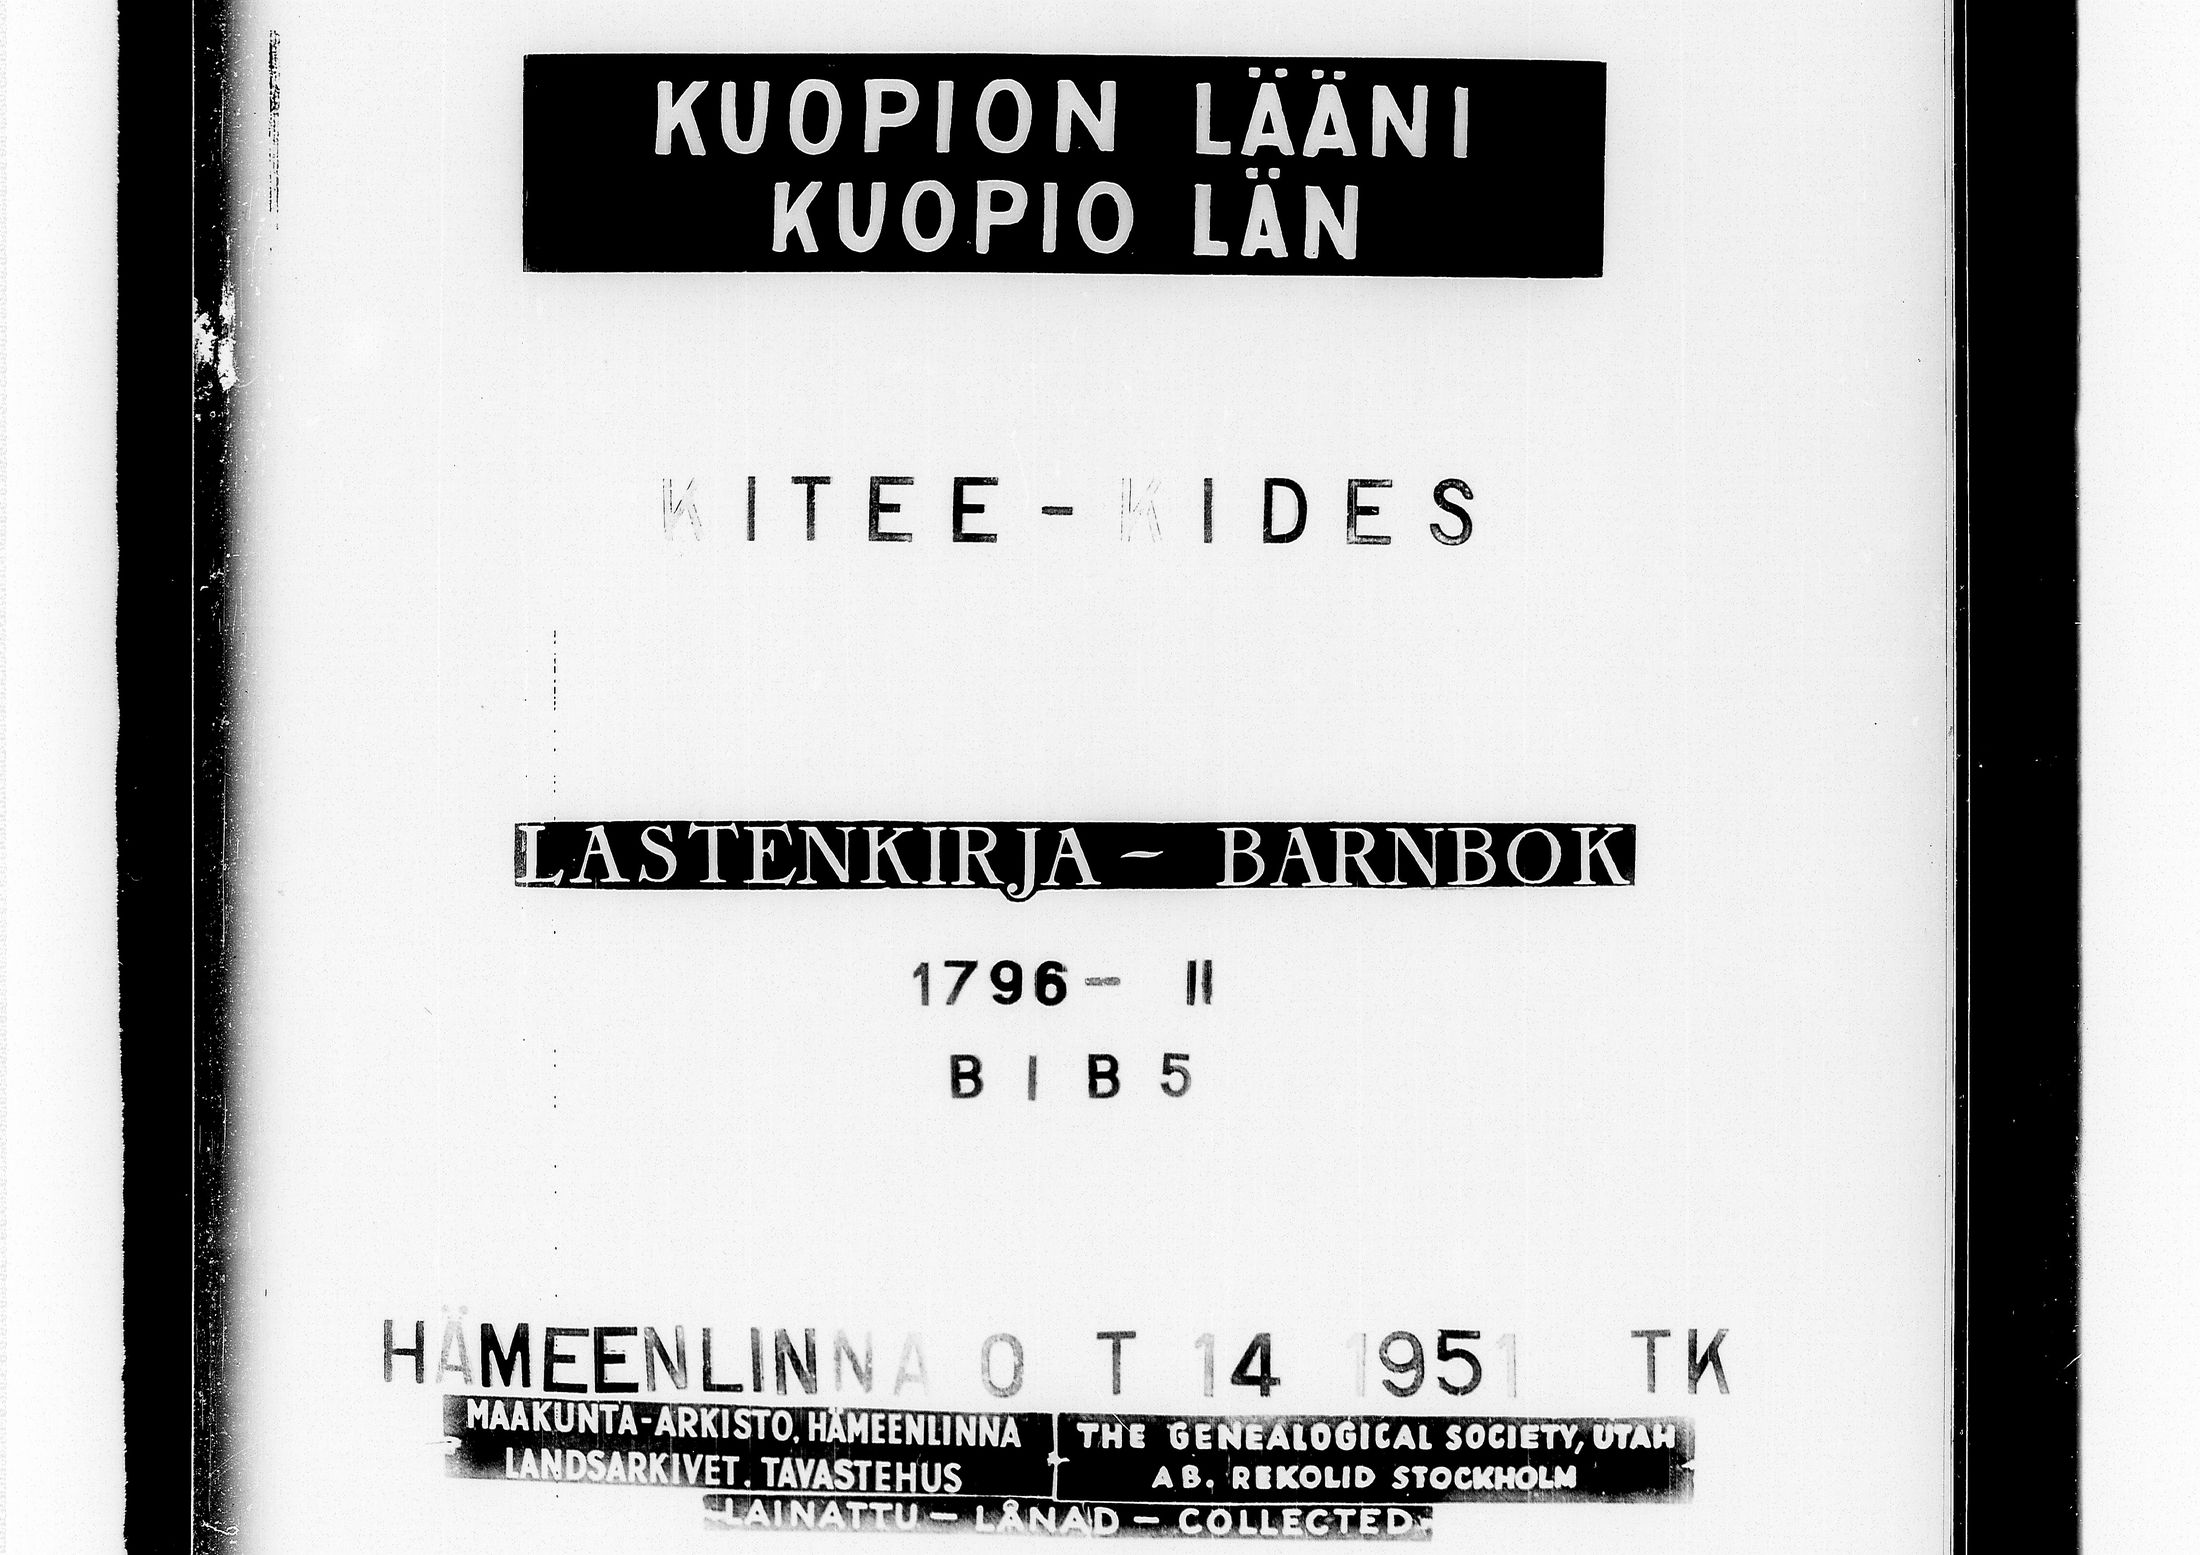 KUOPION LÄÄNI
KUOPIO LÄN
KITEE - KIDES
LASTENKIRJA - BARNBOK
1796 - II
B I B 5
HÄMEENLINNA O T 14 1951 TK
MAAKUNTA-ARKISTO, HÄMEENLINNA
LANDSARKIVET, TAVASTEHUS
THE GENEALOGICAL SOCIETY, UTAH
AB. REKOLID STOCKHOLM
LAINATTU - LÅNAD - COLLECTED